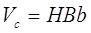 V_c = HBb